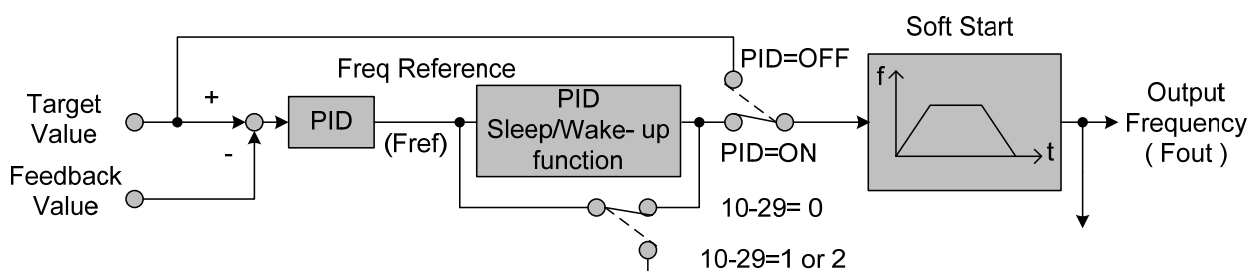 Soft Start
PID=OFF
Freq Reference
f
Target
Value
+
PID
(Fref)
PID
Sleep/Wake- up
function
PID=ON
t
Output
Frequency
( Fout )
-
Feedback
Value
10-29= 0
10-29=1 or 2